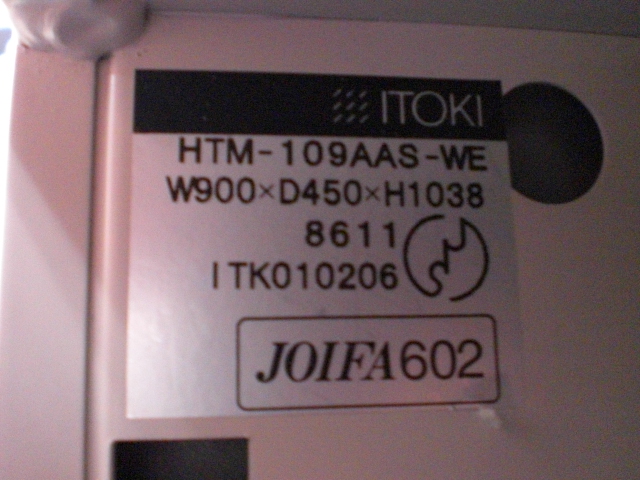 ITOKI
HTM-109AAS-WE
W900×D450×H1038
8611
ITK010206
JOIFA602